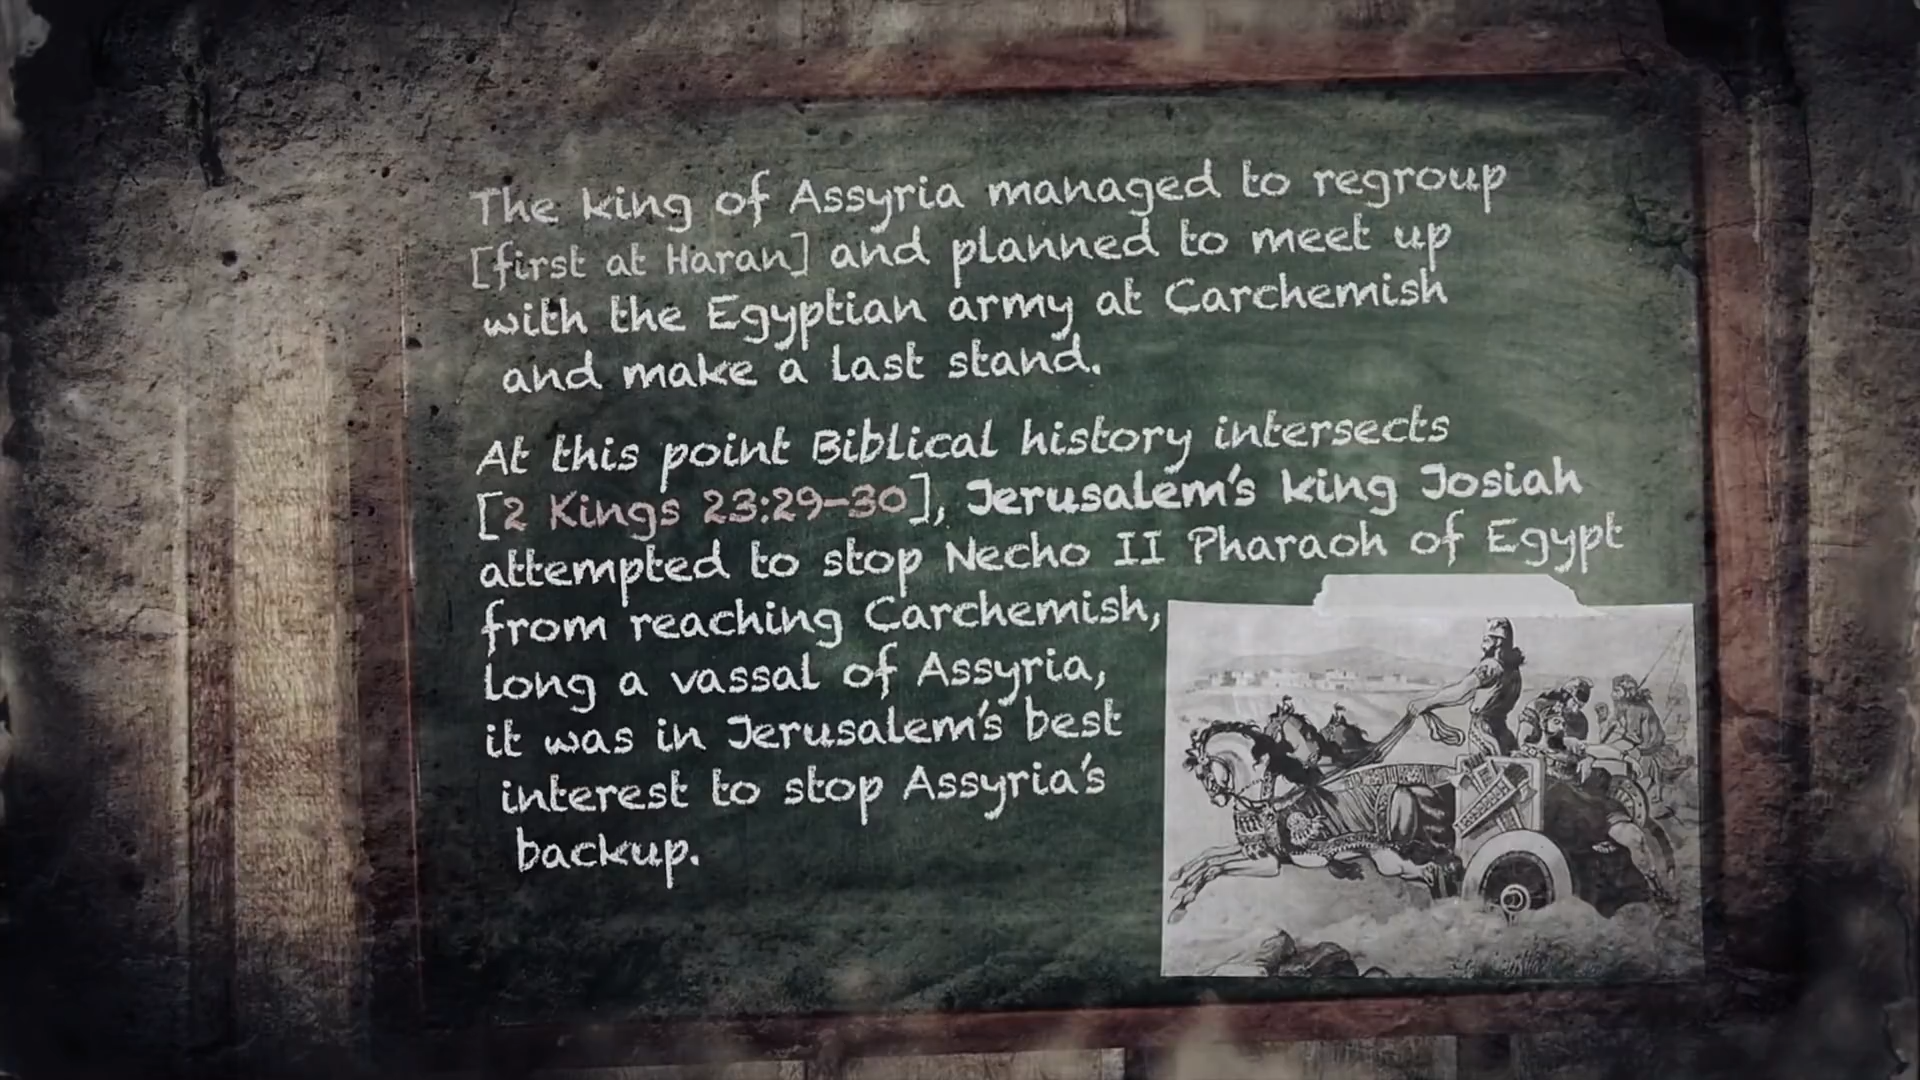 The king of Assyria managed to regroup
[first at Haran] and planned to meet up
with the Egyptian army at Carchemish
and make a last stand.
At this point Biblical history intersects
[2 Kings 23:29-30], Jerusalem's king Josiah
attempted to stop Necho II Pharaoh of Egypt
from reaching Carchemish,
long a vassal of Assyria,
it was in Jerusalem's best
interest to stop Assyria's
backup.